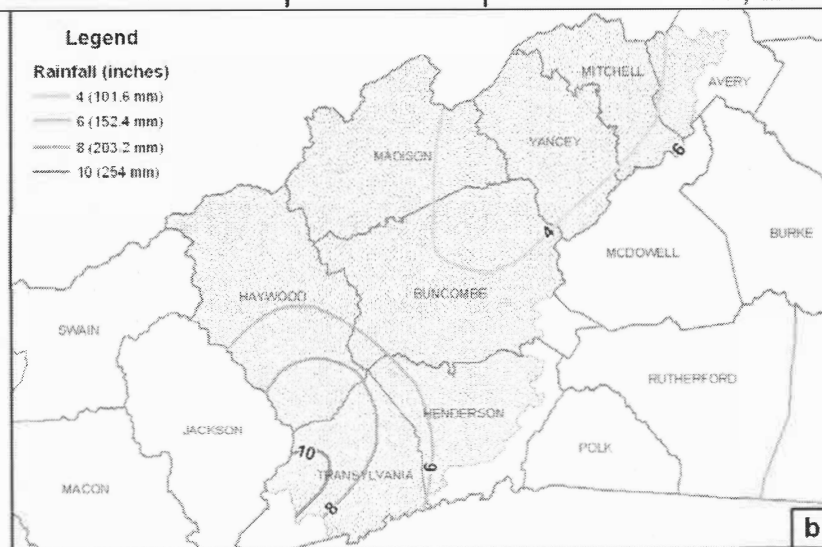 Legend
Rainfall (inches)
4 (101.6 mm)
6 (152.4 mm)
8 (203.2 mm)
10 (254 mm)
MITCHELL
AVERY
YANCEY
MADISON
6
4
BURKE
MCDOWELL
HAYWOOD
BUNCOMBE
SWAIN
RUTHERFORD
HENDERSON
JACKSON
10
POLK
6
TRANSYLVANIA
MACON
8
b